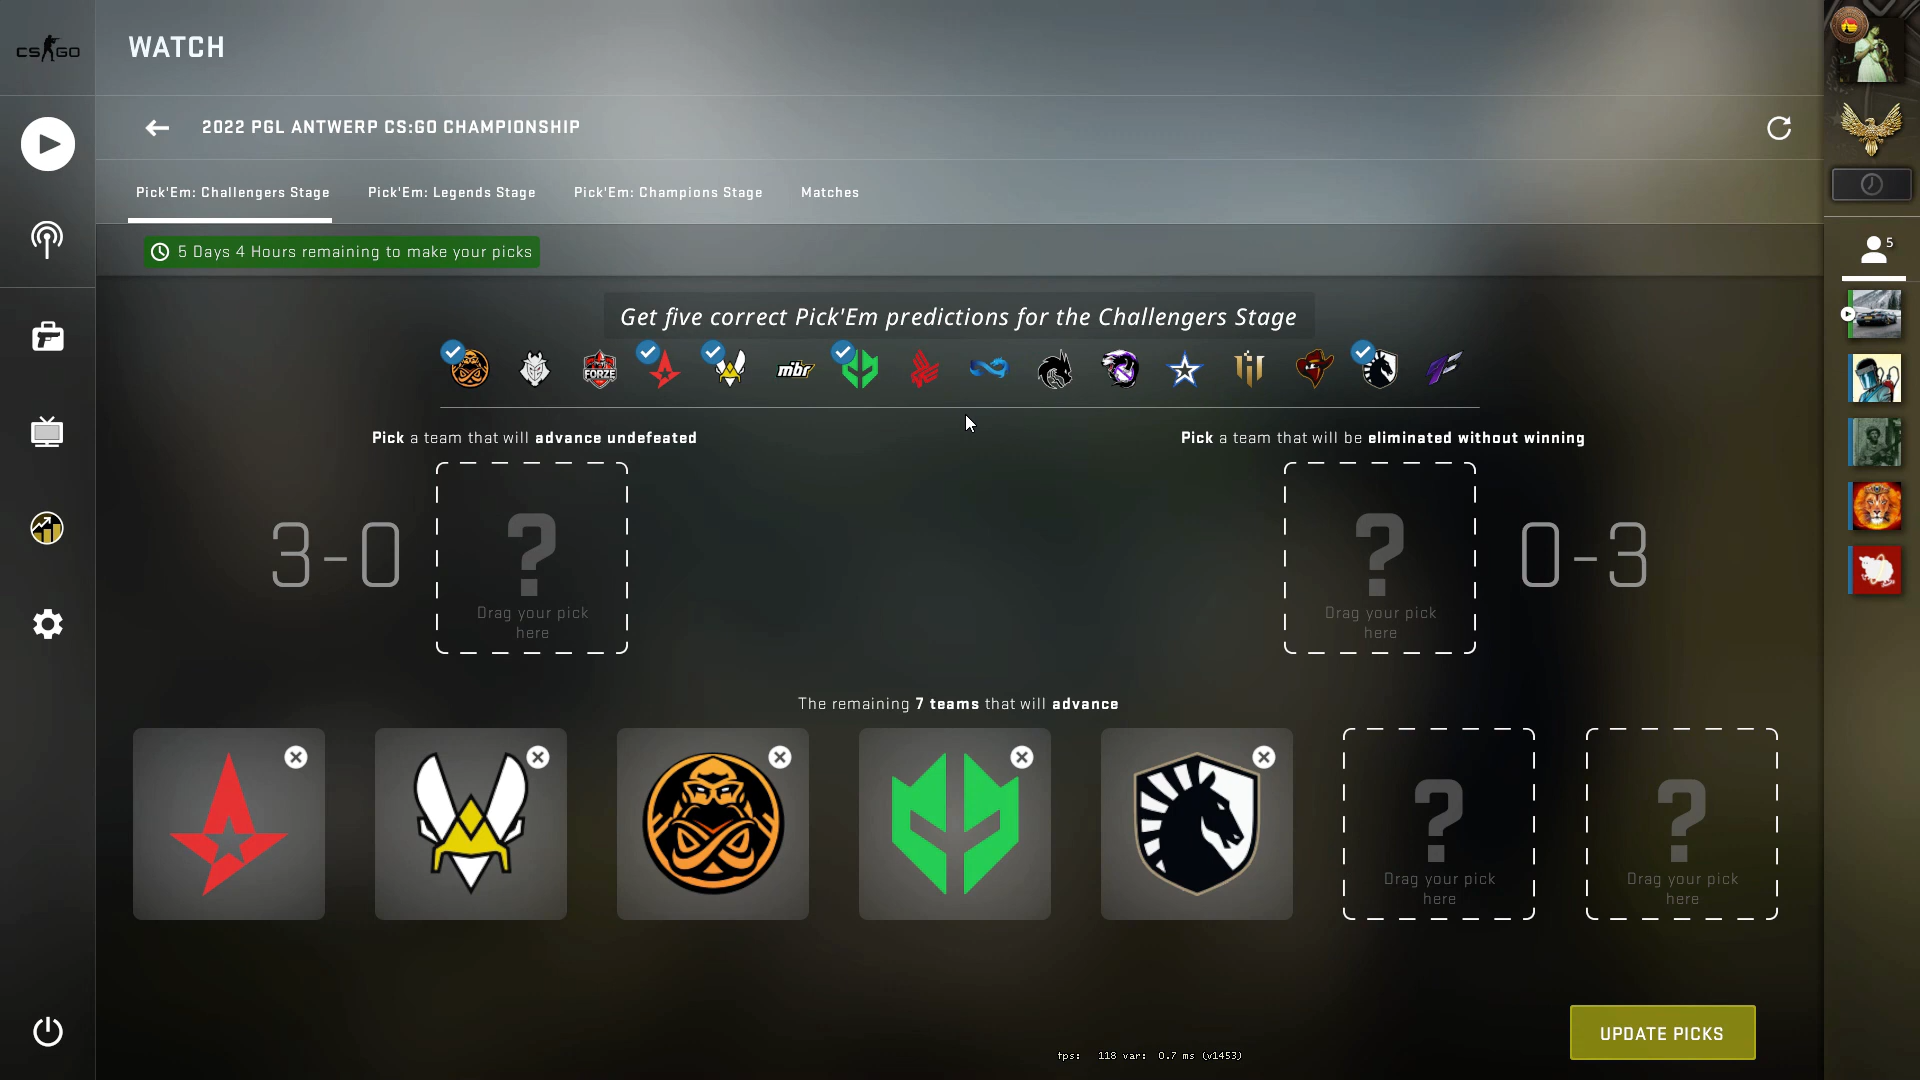 CS GO
WATCH
2022 PGL ANTWERP CS:GO CHAMPIONSHIP
Pick'Em: Challengers Stage
Pick'Em: Legends Stage
Pick'Em: Champions Stage
Matches
5 Days 4 Hours remaining to make your picks
5
Get five correct Pick'Em predictions for the Challengers Stage
FORZE
mibr
Pick a team that will advance undefeated
Pick a team that will be eliminated without winning
3-0
?
Drag your pick
here
?
Drag your pick
here
0-3
The remaining 7 teams that will advance
?
Drag your pick
here
?
Drag your pick
here
UPDATE PICKS
fps: 118 var: 0.7 ms (v1453)